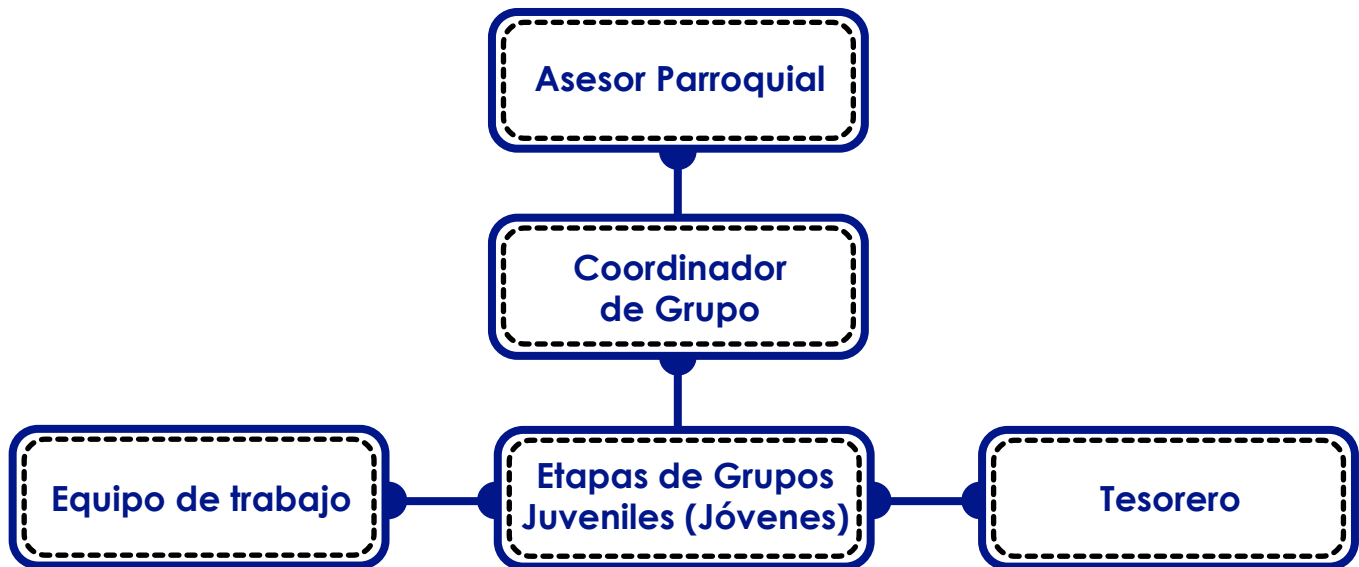 Asesor Parroquial
Coordinador
de Grupo
Equipo de trabajo
Etapas de Grupos
Juveniles (Jóvenes)
Tesorero